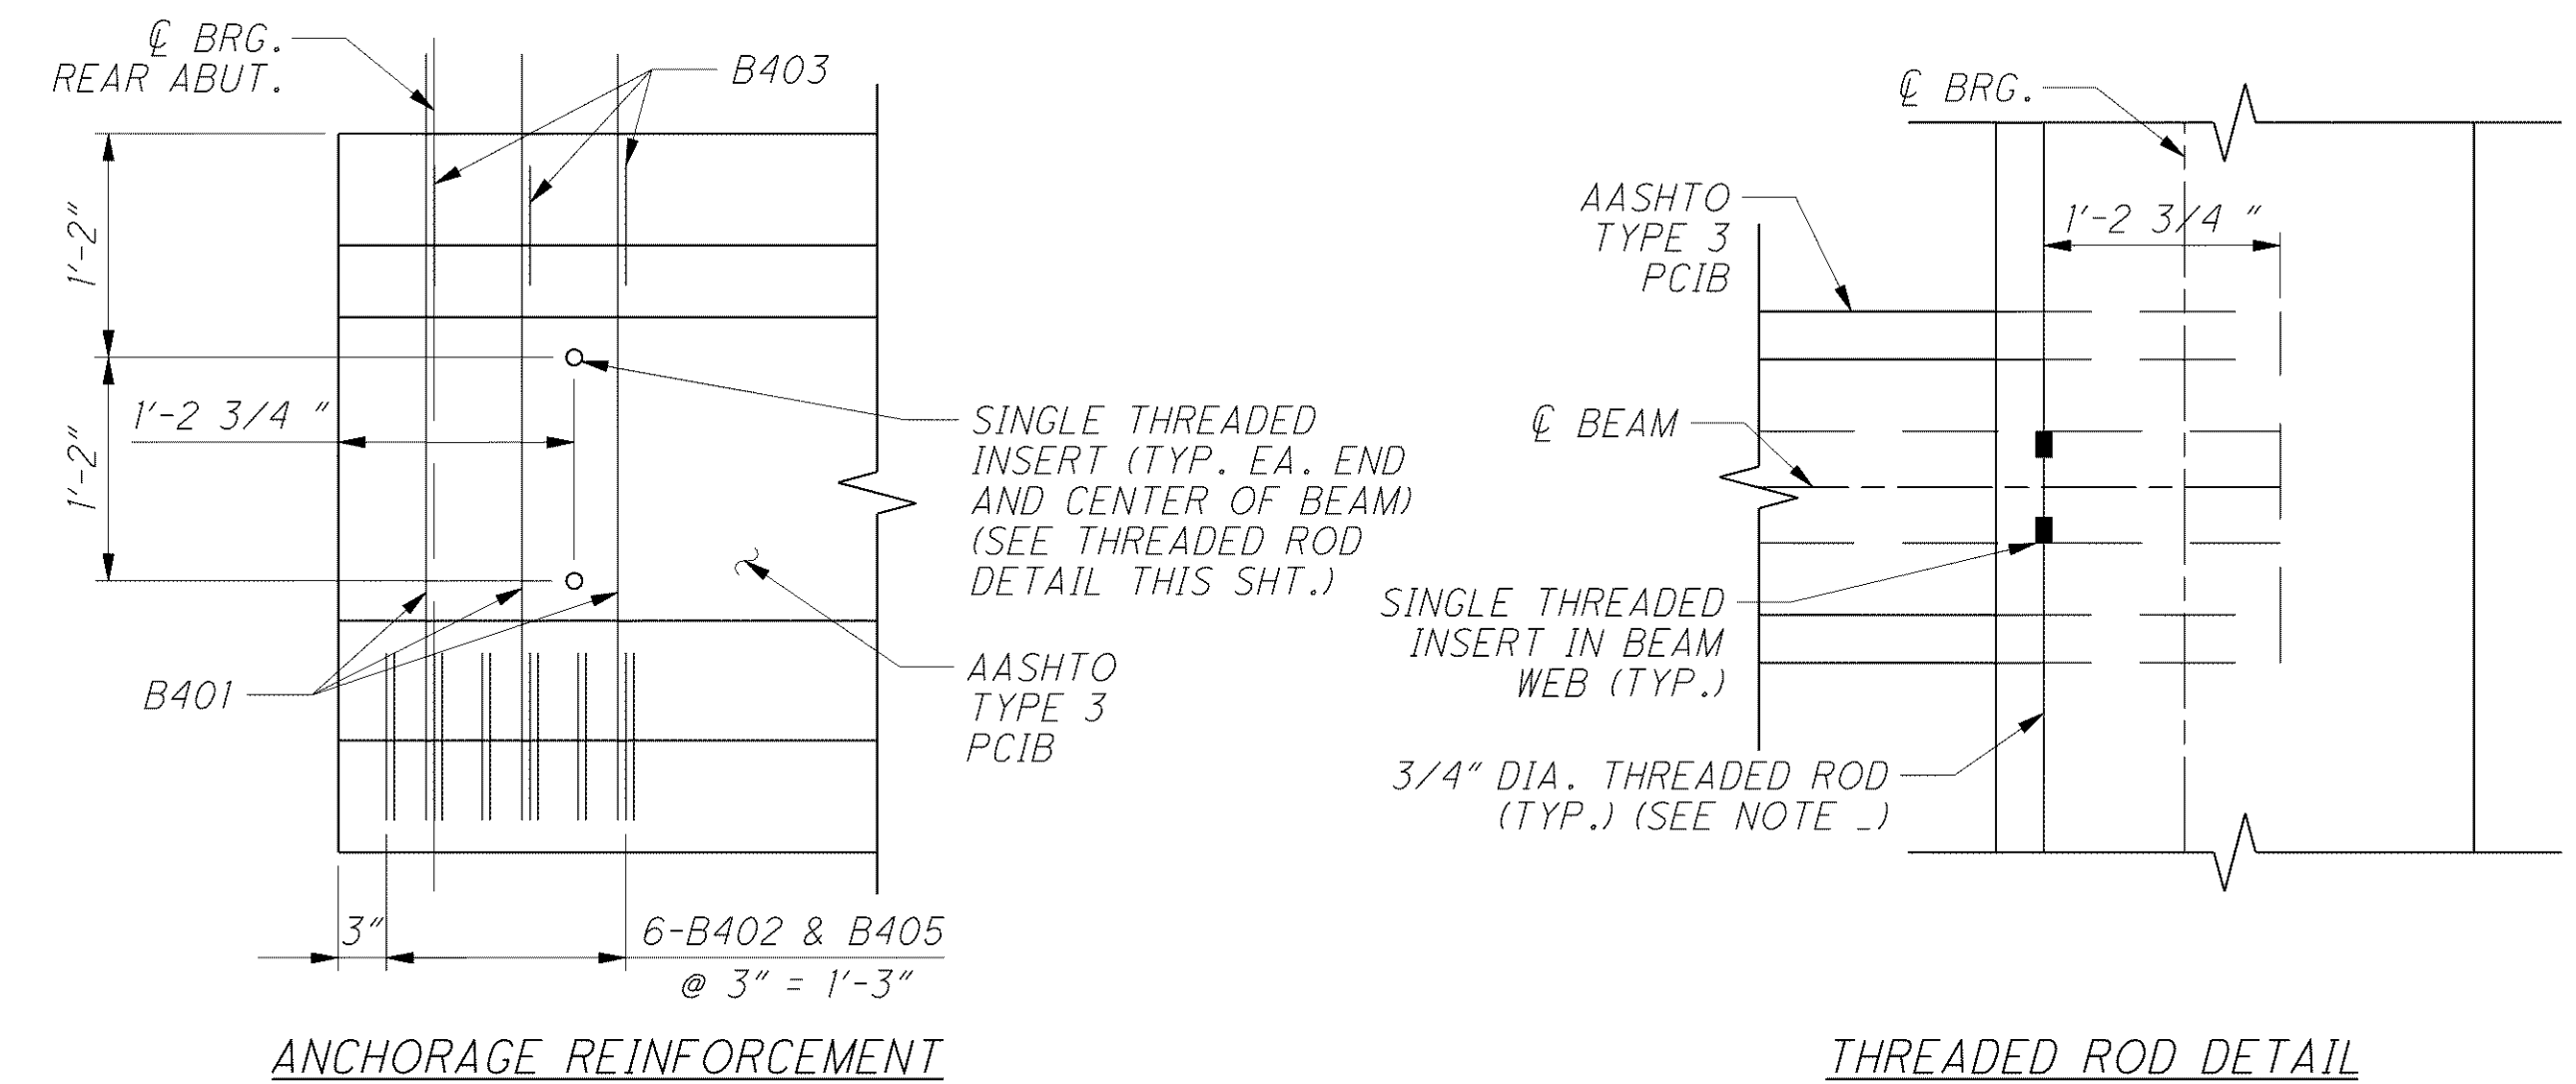 ℄ BRG.
REAR ABUT.
B403
1'-2"
1'-2 3/4 "
1'-2"
SINGLE THREADED
INSERT (TYP. EA. END
AND CENTER OF BEAM)
(SEE THREADED ROD
DETAIL THIS SHT.)
B401
AASHTO
TYPE 3
PCIB
3"
6-B402 & B405
@ 3" = 1'-3"
ANCHORAGE REINFORCEMENT
℄ BRG.
AASHTO
TYPE 3
PCIB
1'-2 3/4 "
℄ BEAM
SINGLE THREADED
INSERT IN BEAM
WEB (TYP.)
3/4" DIA. THREADED ROD
(TYP.) (SEE NOTE _)
THREADED ROD DETAIL